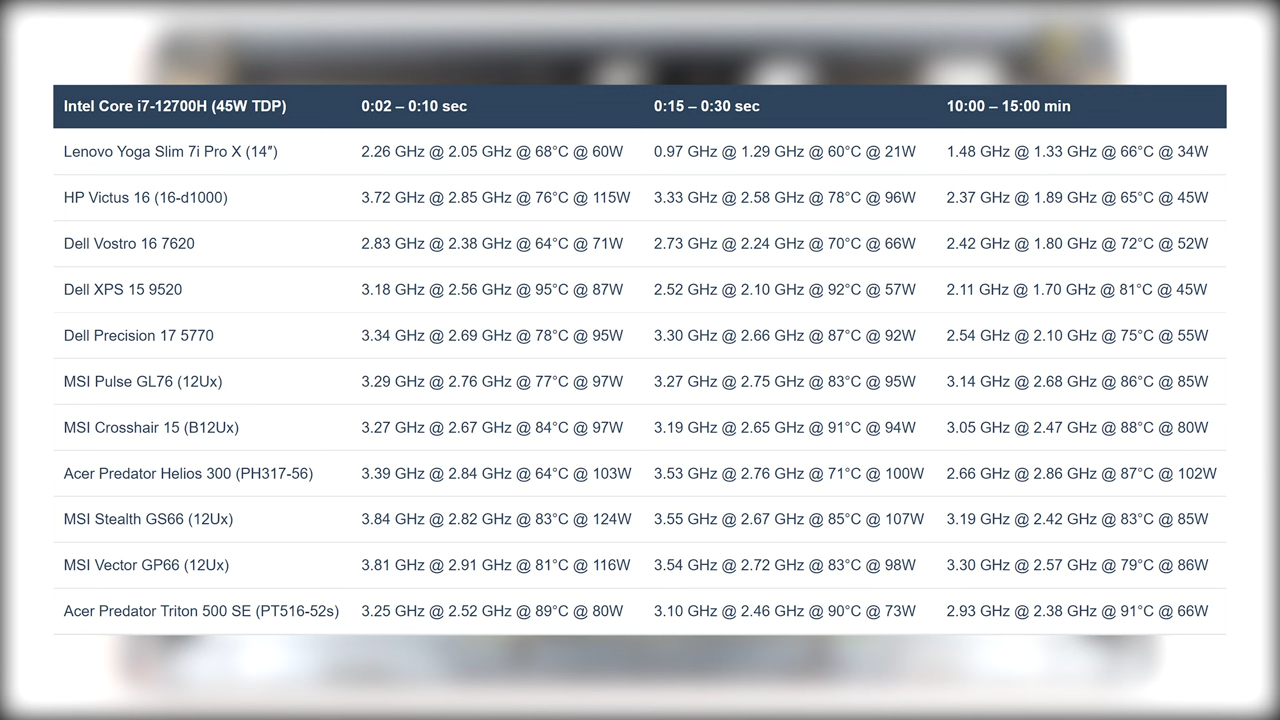 Intel Core i7-12700H (45W TDP) 0:02 – 0:10 sec 0:15 – 0:30 sec 10:00 – 15:00 min
Lenovo Yoga Slim 7i Pro X (14″) 2.26 GHz @ 2.05 GHz @ 68°C @ 60W 0.97 GHz @ 1.29 GHz @ 60°C @ 21W 1.48 GHz @ 1.33 GHz @ 66°C @ 34W
HP Victus 16 (16-d1000) 3.72 GHz @ 2.85 GHz @ 76°C @ 115W 3.33 GHz @ 2.58 GHz @ 78°C @ 96W 2.37 GHz @ 1.89 GHz @ 65°C @ 45W
Dell Vostro 16 7620 2.83 GHz @ 2.38 GHz @ 64°C @ 71W 2.73 GHz @ 2.24 GHz @ 70°C @ 66W 2.42 GHz @ 1.80 GHz @ 72°C @ 52W
Dell XPS 15 9520 3.18 GHz @ 2.56 GHz @ 95°C @ 87W 2.52 GHz @ 2.10 GHz @ 92°C @ 57W 2.11 GHz @ 1.70 GHz @ 81°C @ 45W
Dell Precision 17 5770 3.34 GHz @ 2.69 GHz @ 78°C @ 95W 3.30 GHz @ 2.66 GHz @ 87°C @ 92W 2.54 GHz @ 2.10 GHz @ 75°C @ 55W
MSI Pulse GL76 (12Ux) 3.29 GHz @ 2.76 GHz @ 77°C @ 97W 3.27 GHz @ 2.75 GHz @ 83°C @ 95W 3.14 GHz @ 2.68 GHz @ 86°C @ 85W
MSI Crosshair 15 (B12Ux) 3.27 GHz @ 2.67 GHz @ 84°C @ 97W 3.19 GHz @ 2.65 GHz @ 91°C @ 94W 3.05 GHz @ 2.47 GHz @ 88°C @ 80W
Acer Predator Helios 300 (PH317-56) 3.39 GHz @ 2.84 GHz @ 64°C @ 103W 3.53 GHz @ 2.76 GHz @ 71°C @ 100W 2.66 GHz @ 2.86 GHz @ 87°C @ 102W
MSI Stealth GS66 (12Ux) 3.84 GHz @ 2.82 GHz @ 83°C @ 124W 3.55 GHz @ 2.67 GHz @ 85°C @ 107W 3.19 GHz @ 2.42 GHz @ 83°C @ 85W
MSI Vector GP66 (12Ux) 3.81 GHz @ 2.91 GHz @ 81°C @ 116W 3.54 GHz @ 2.72 GHz @ 83°C @ 98W 3.30 GHz @ 2.57 GHz @ 79°C @ 86W
Acer Predator Triton 500 SE (PT516-52s) 3.25 GHz @ 2.52 GHz @ 89°C @ 80W 3.10 GHz @ 2.46 GHz @ 90°C @ 73W 2.93 GHz @ 2.38 GHz @ 91°C @ 66W